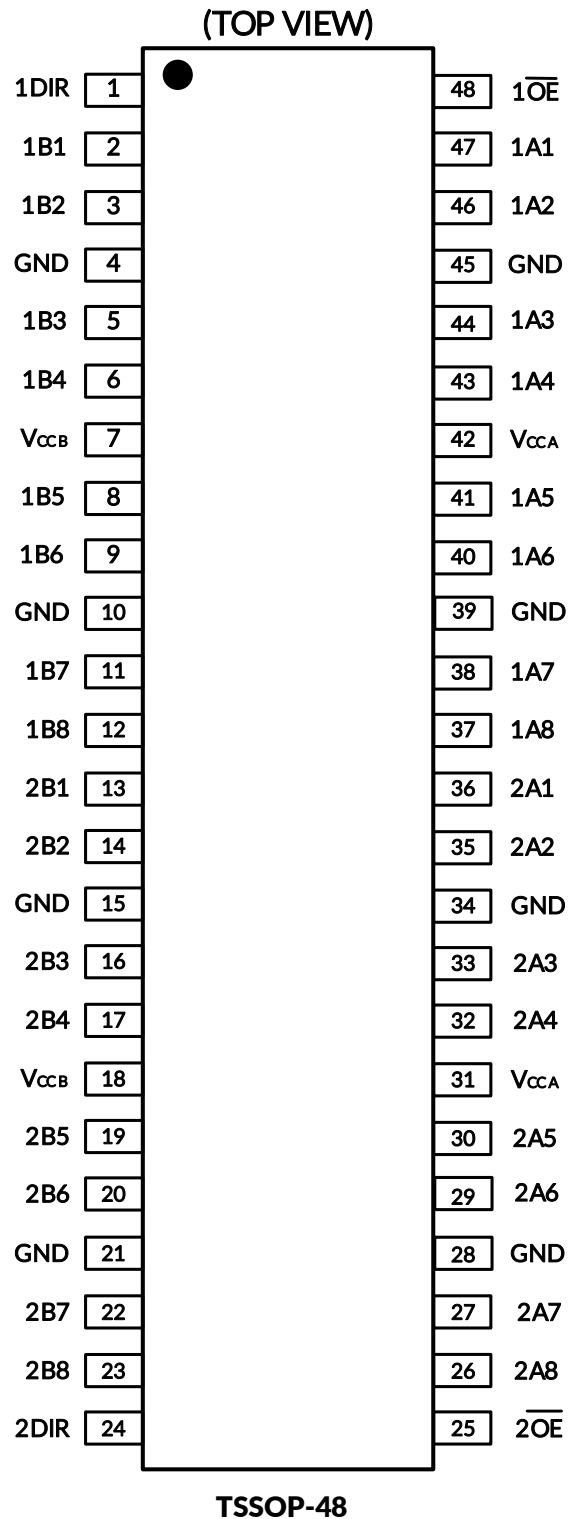 (TOP VIEW)
1DIR 1 48 1O̅E̅
1B1 2 47 1A1
1B2 3 46 1A2
GND 4 45 GND
1B3 5 44 1A3
1B4 6 43 1A4
VCCB 7 42 VCCA
1B5 8 41 1A5
1B6 9 40 1A6
GND 10 39 GND
1B7 11 38 1A7
1B8 12 37 1A8
2B1 13 36 2A1
2B2 14 35 2A2
GND 15 34 GND
2B3 16 33 2A3
2B4 17 32 2A4
VCCB 18 31 VCCA
2B5 19 30 2A5
2B6 20 29 2A6
GND 21 28 GND
2B7 22 27 2A7
2B8 23 26 2A8
2DIR 24 25 2O̅E̅
TSSOP-48